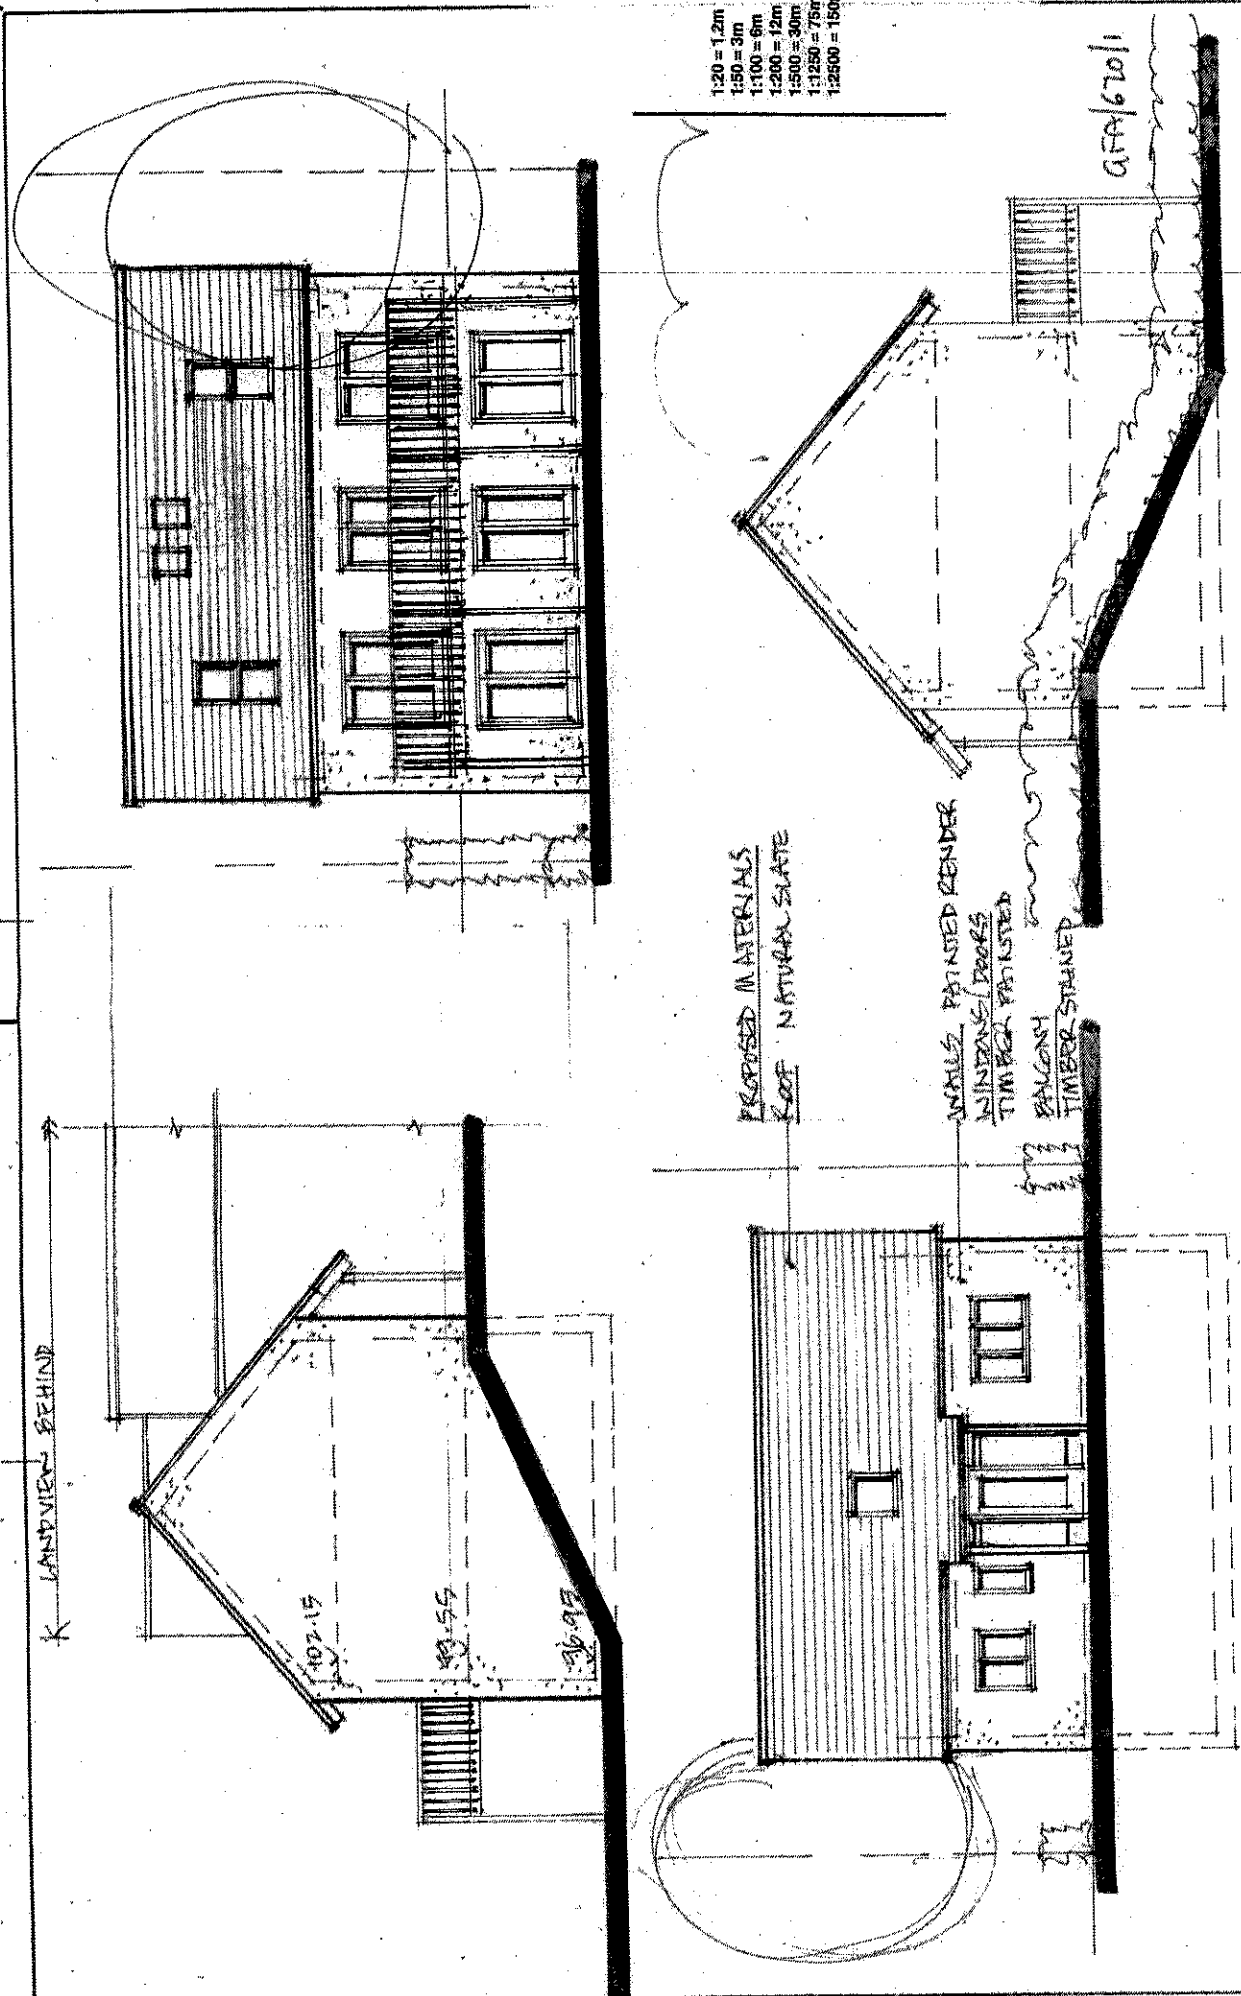 LANDVIEW BEHIND
102.15
99.55
96.95
PROPOSED MATERIALS
ROOF NATURAL SLATE
WALLS PAINTED RENDER
WINDOWS/DOORS
TIMBER PAINTED
BALCONY
TIMBER STAINED
1:20 = 1.2m
1:50 = 3m
1:100 = 6m
1:200 = 12m
1:500 = 30m
1:1250 = 75m
1:2500 = 150